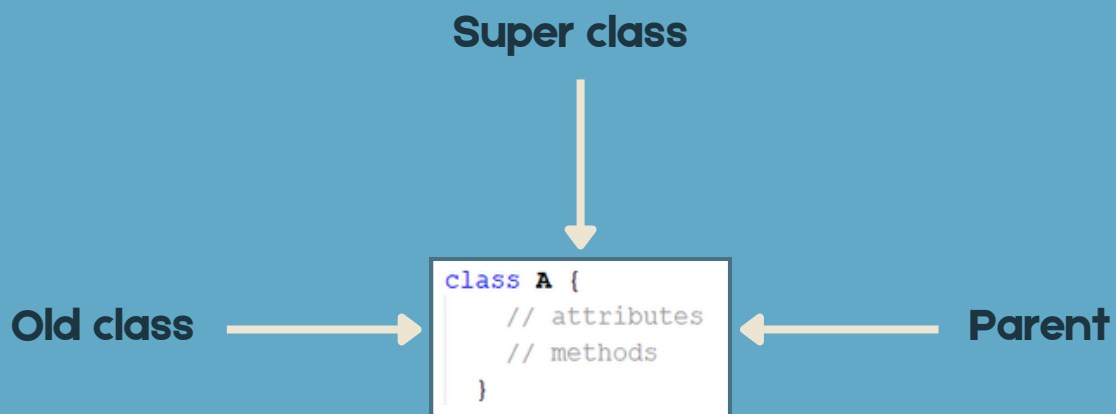 Super class
class A {
// attributes
Old class
Parent
// methods
}